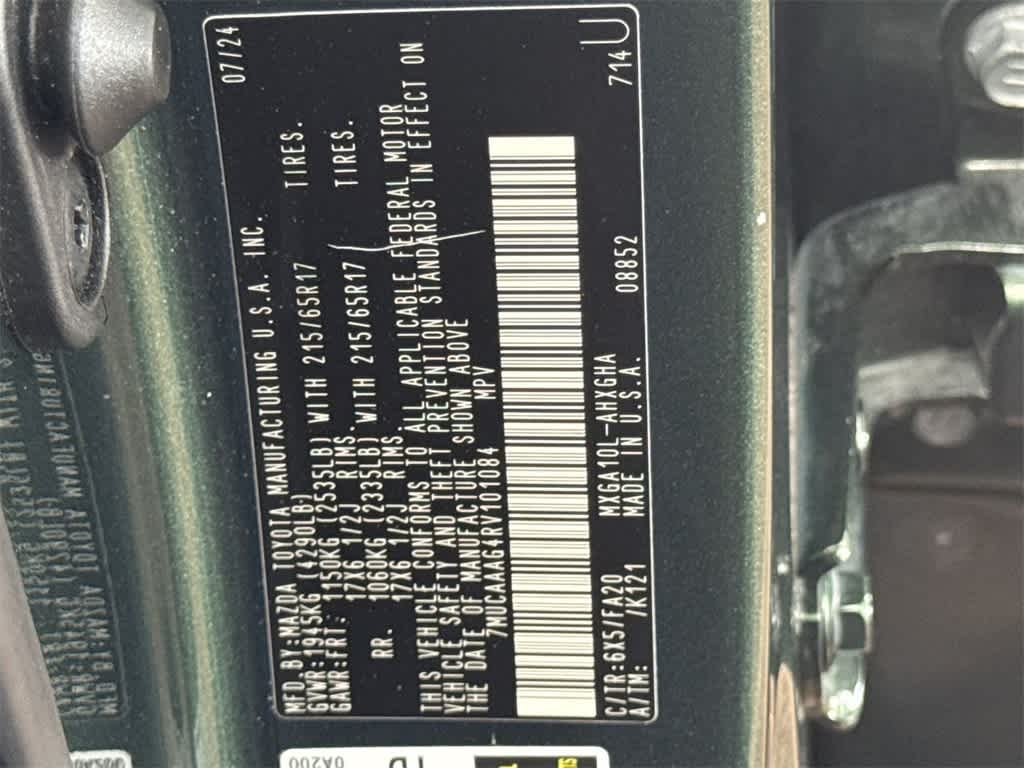 MFD.BY:MAZDA TOYOTA MANUFACTURING U.S.A. INC. 07/24
GVWR:1945KG (4290LB)
GAWR:FRT: 1150KG (2535LB) WITH 215/65R17 TIRES.
17X6 1/2J RIMS
RR. 1060KG (2335LB) WITH 215/65R17 TIRES.
17X6 1/2J RIMS.
THIS VEHICLE CONFORMS TO ALL APPLICABLE FEDERAL MOTOR
VEHICLE SAFETY AND THEFT PREVENTION STANDARDS IN EFFECT ON
THE DATE OF MANUFACTURE SHOWN ABOVE
7MUCAAAG4RV101084 MPV
C/TR:6X5/FA20 MXGA10L-AHXGHA 08852 714 U
A/TM: /K121 MADE IN U.S.A.
0A200